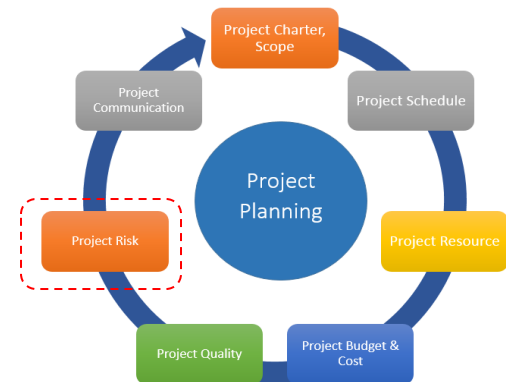 Project Charter,
Scope
Project Schedule
Project Resource
Project Budget &
Cost
Project Quality
Project Risk
Project
Communication
Project
Planning